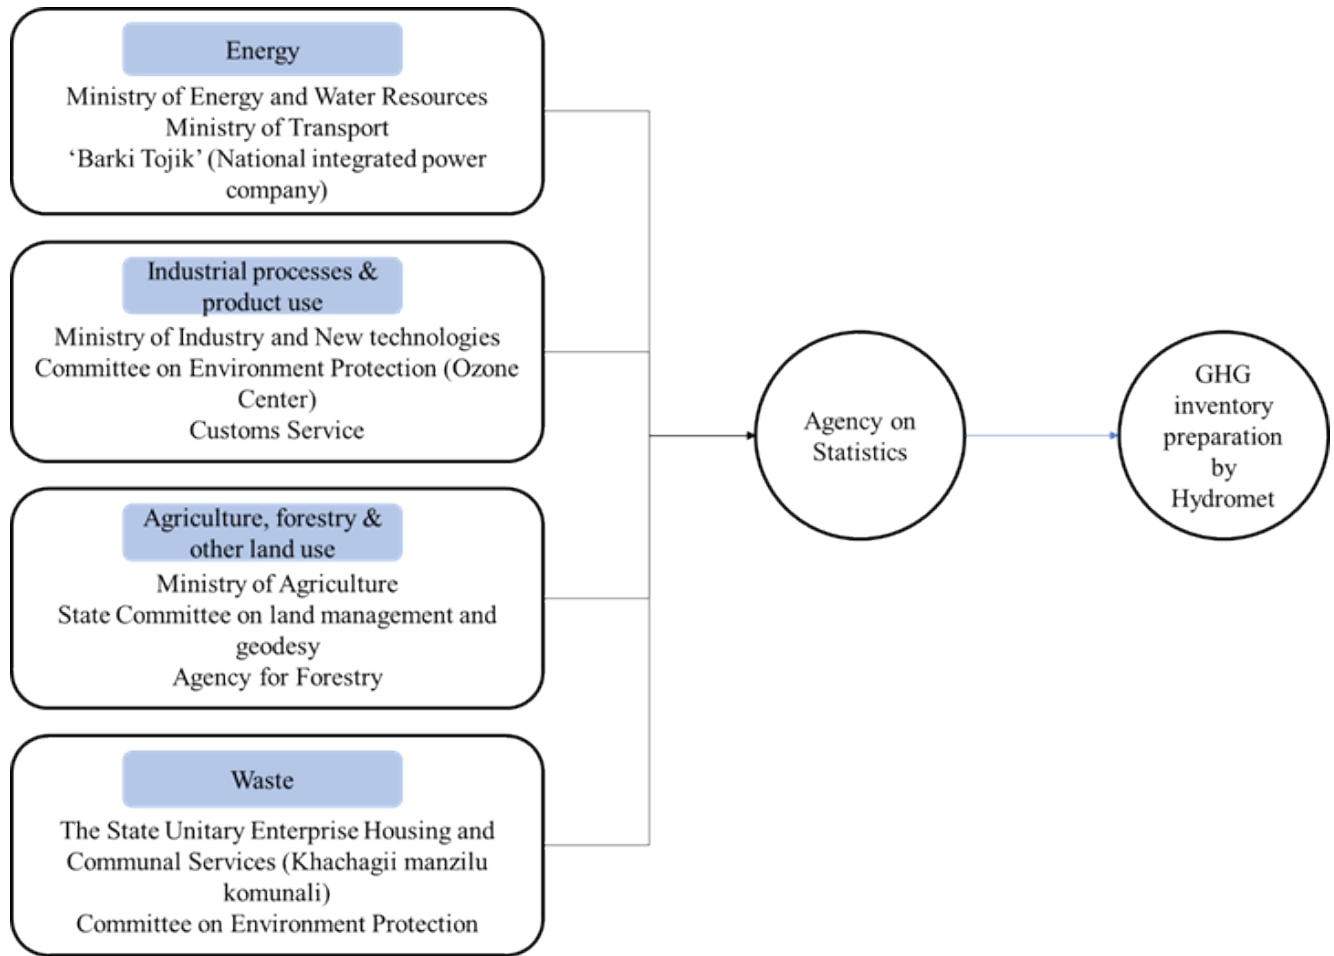 Energy
Ministry of Energy and Water Resources
Ministry of Transport
‘Barki Tojik’ (National integrated power
company)
Industrial processes &
product use
Ministry of Industry and New technologies
Committee on Environment Protection (Ozone
Center)
Customs Service
Agriculture, forestry &
other land use
Ministry of Agriculture
State Committee on land management and
geodesy
Agency for Forestry
Waste
The State Unitary Enterprise Housing and
Communal Services (Khachagii manzilu
komunali)
Committee on Environment Protection
Agency on
Statistics
GHG
inventory
preparation
by
Hydromet